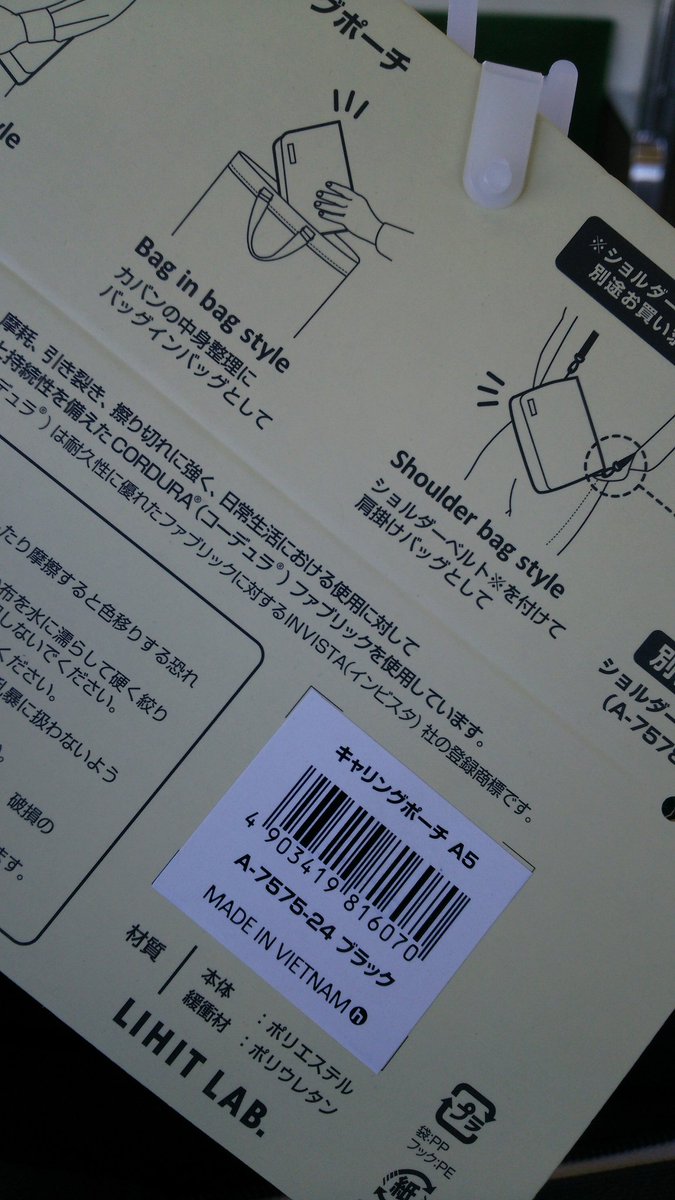 グポーチ
Bag in bag style
カバンの中身整理に
バッグインバッグとして
※ショルダー
別途お買い求
Shoulder bag style
ショルダーベルト※を付けて
肩掛けバッグとして
摩耗、引き裂き、擦り切れに強く、日常生活における使用に対して
と持続性を備えたCORDURA®(コーデュラ®)ファブリックを使用しています。
デュラ®)は耐久性に優れたファブリックに対するINVISTA(インビスタ)社の登録商標です。
たり摩擦すると色移りする恐れ
布を水に濡らして硬く絞り
しないでください。
ください。
乱暴に扱わないよう
破損の
ます。
別
ショルダー
(A-7578
キャリングポーチ A5
4 903419 816070
A-7575-24 ブラック
MADE IN VIETNAM h
材質
本体 :ポリエステル
緩衝材 :ポリウレタン
LIHIT LAB.
プラ
袋:PP
フック:PE
紙